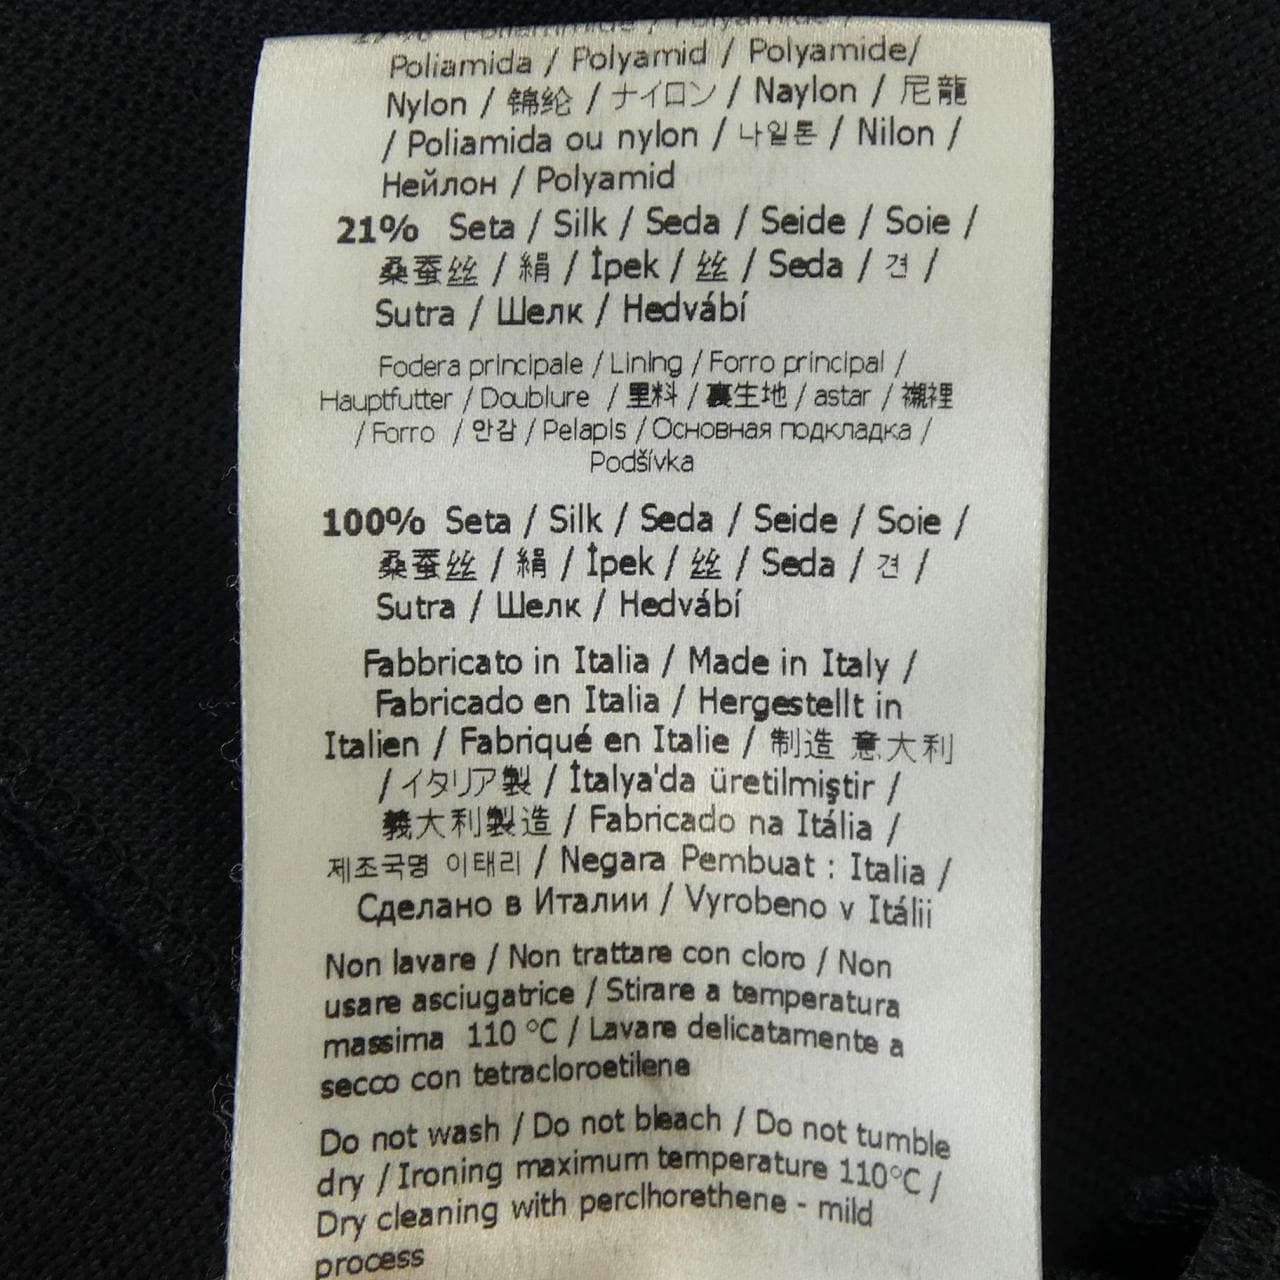 Poliamida / Polyamid / Polyamide/
Nylon / 锦纶 / ナイロン / Naylon / 尼龍
/ Poliamida ou nylon / 나일론 / Nilon /
Нейлон / Polyamid
21% Seta / Silk / Seda / Seide / Soie /
桑蚕丝 / 絹 / İpek / 丝 / Seda / 견 /
Sutra / Шелк / Hedvábí
Fodera principale / Lining / Forro principal /
Hauptfutter / Doublure / 里料 / 裏生地 / astar / 襯裡
/ Forro / 안감 / Pelapis / Основная подкладка /
Podšívka
100% Seta / Silk / Seda / Seide / Soie /
桑蚕丝 / 絹 / İpek / 丝 / Seda / 견 /
Sutra / Шелк / Hedvábí
Fabbricato in Italia / Made in Italy /
Fabricado en Italia / Hergestellt in
Italien / Fabriqué en Italie / 制造 意大利
/ イタリア製 / İtalya'da üretilmiştir /
義大利製造 / Fabricado na Itália /
제조국명 이태리 / Negara Pembuat : Italia /
Сделано в Италии / Vyrobeno v Itálii
Non lavare / Non trattare con cloro / Non
usare asciugatrice / Stirare a temperatura
massima 110 °C / Lavare delicatamente a
secco con tetracloroetilene
Do not wash / Do not bleach / Do not tumble
dry / Ironing maximum temperature 110°C /
Dry cleaning with perclhorethene - mild
process